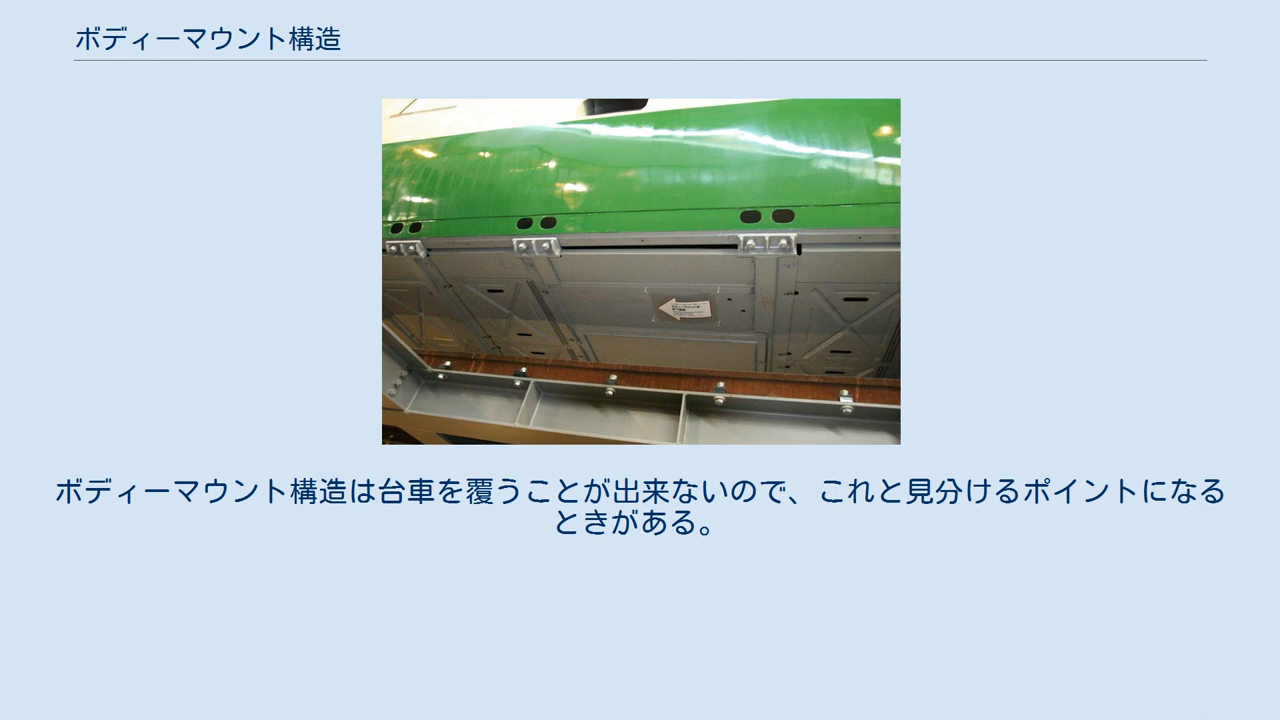 ボディーマウント構造
ボディーマウント構造は台車を覆うことが出来ないので、これと見分けるポイントになる
ときがある。